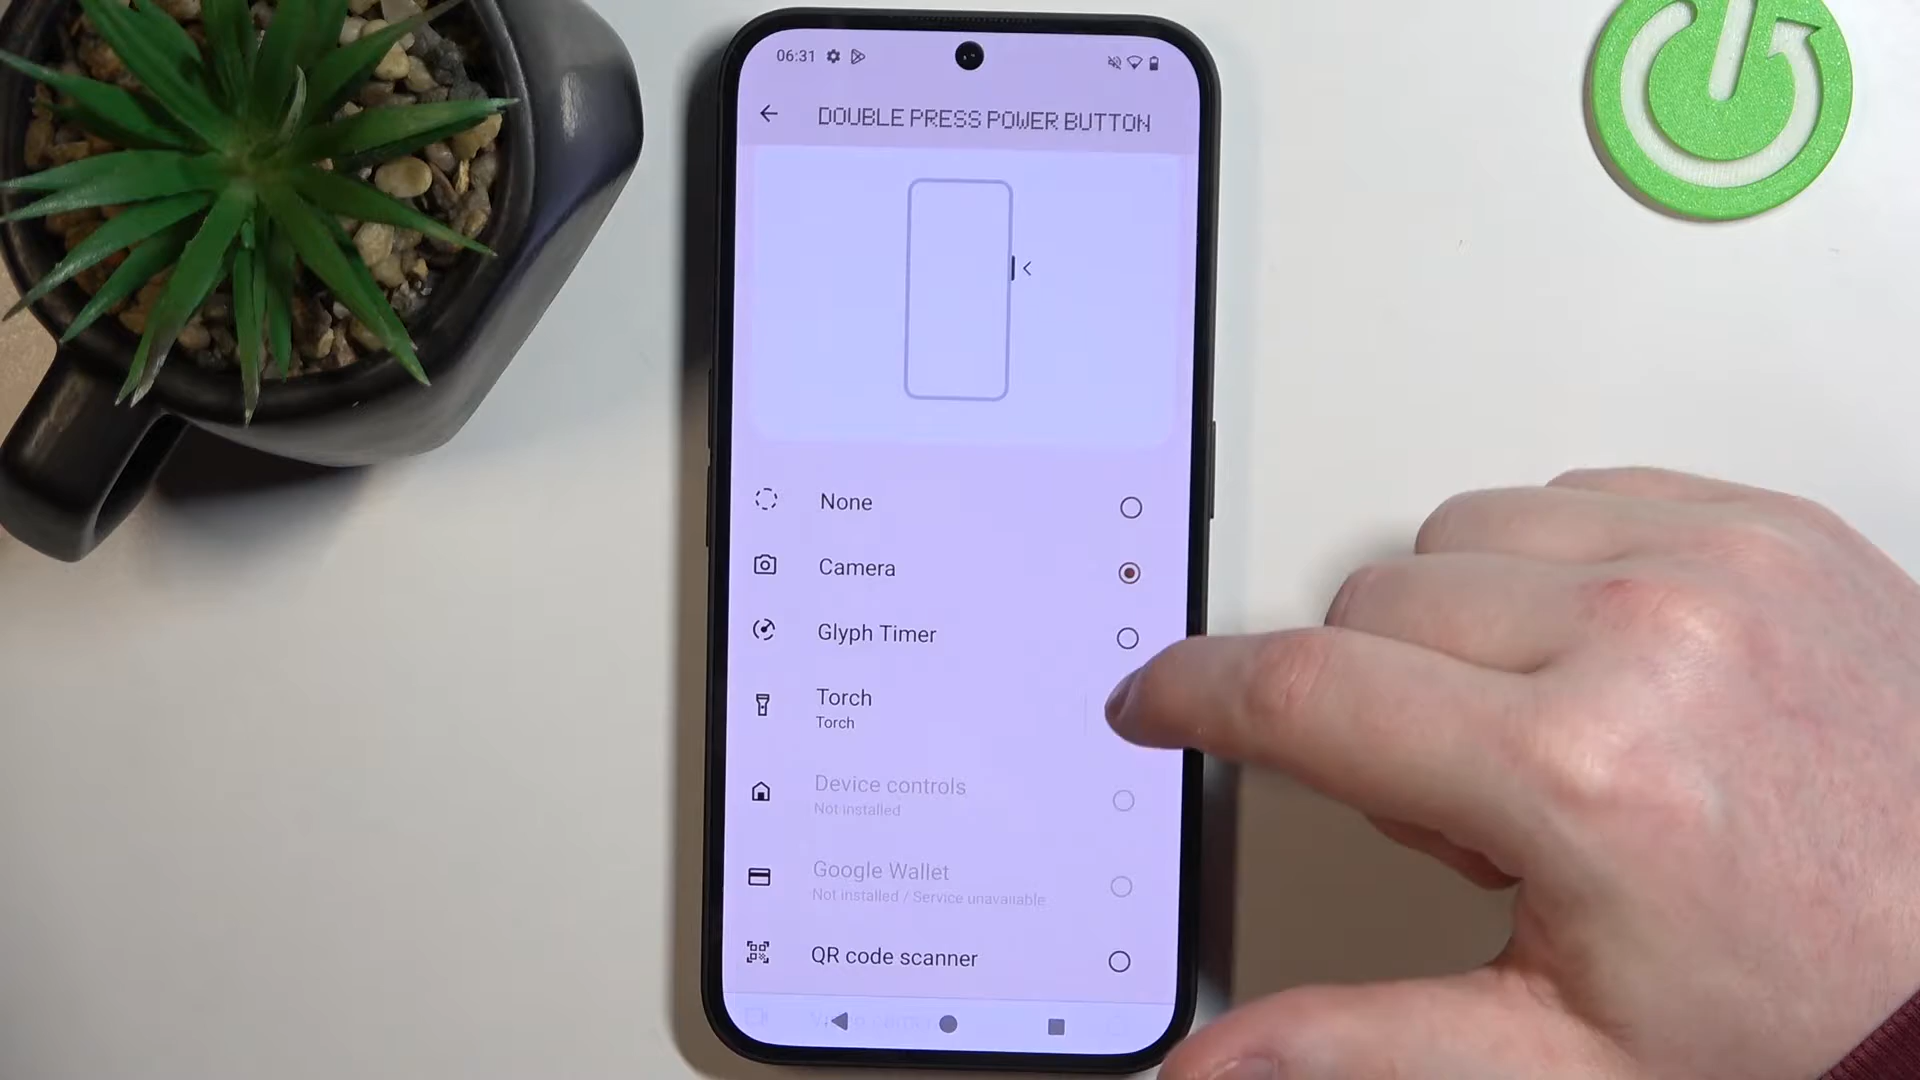 06:31
DOUBLE PRESS POWER BUTTON
None
Camera
Glyph Timer
Torch
Torch
Device controls
Not installed
Google Wallet
Not installed / Service unavailable
QR code scanner